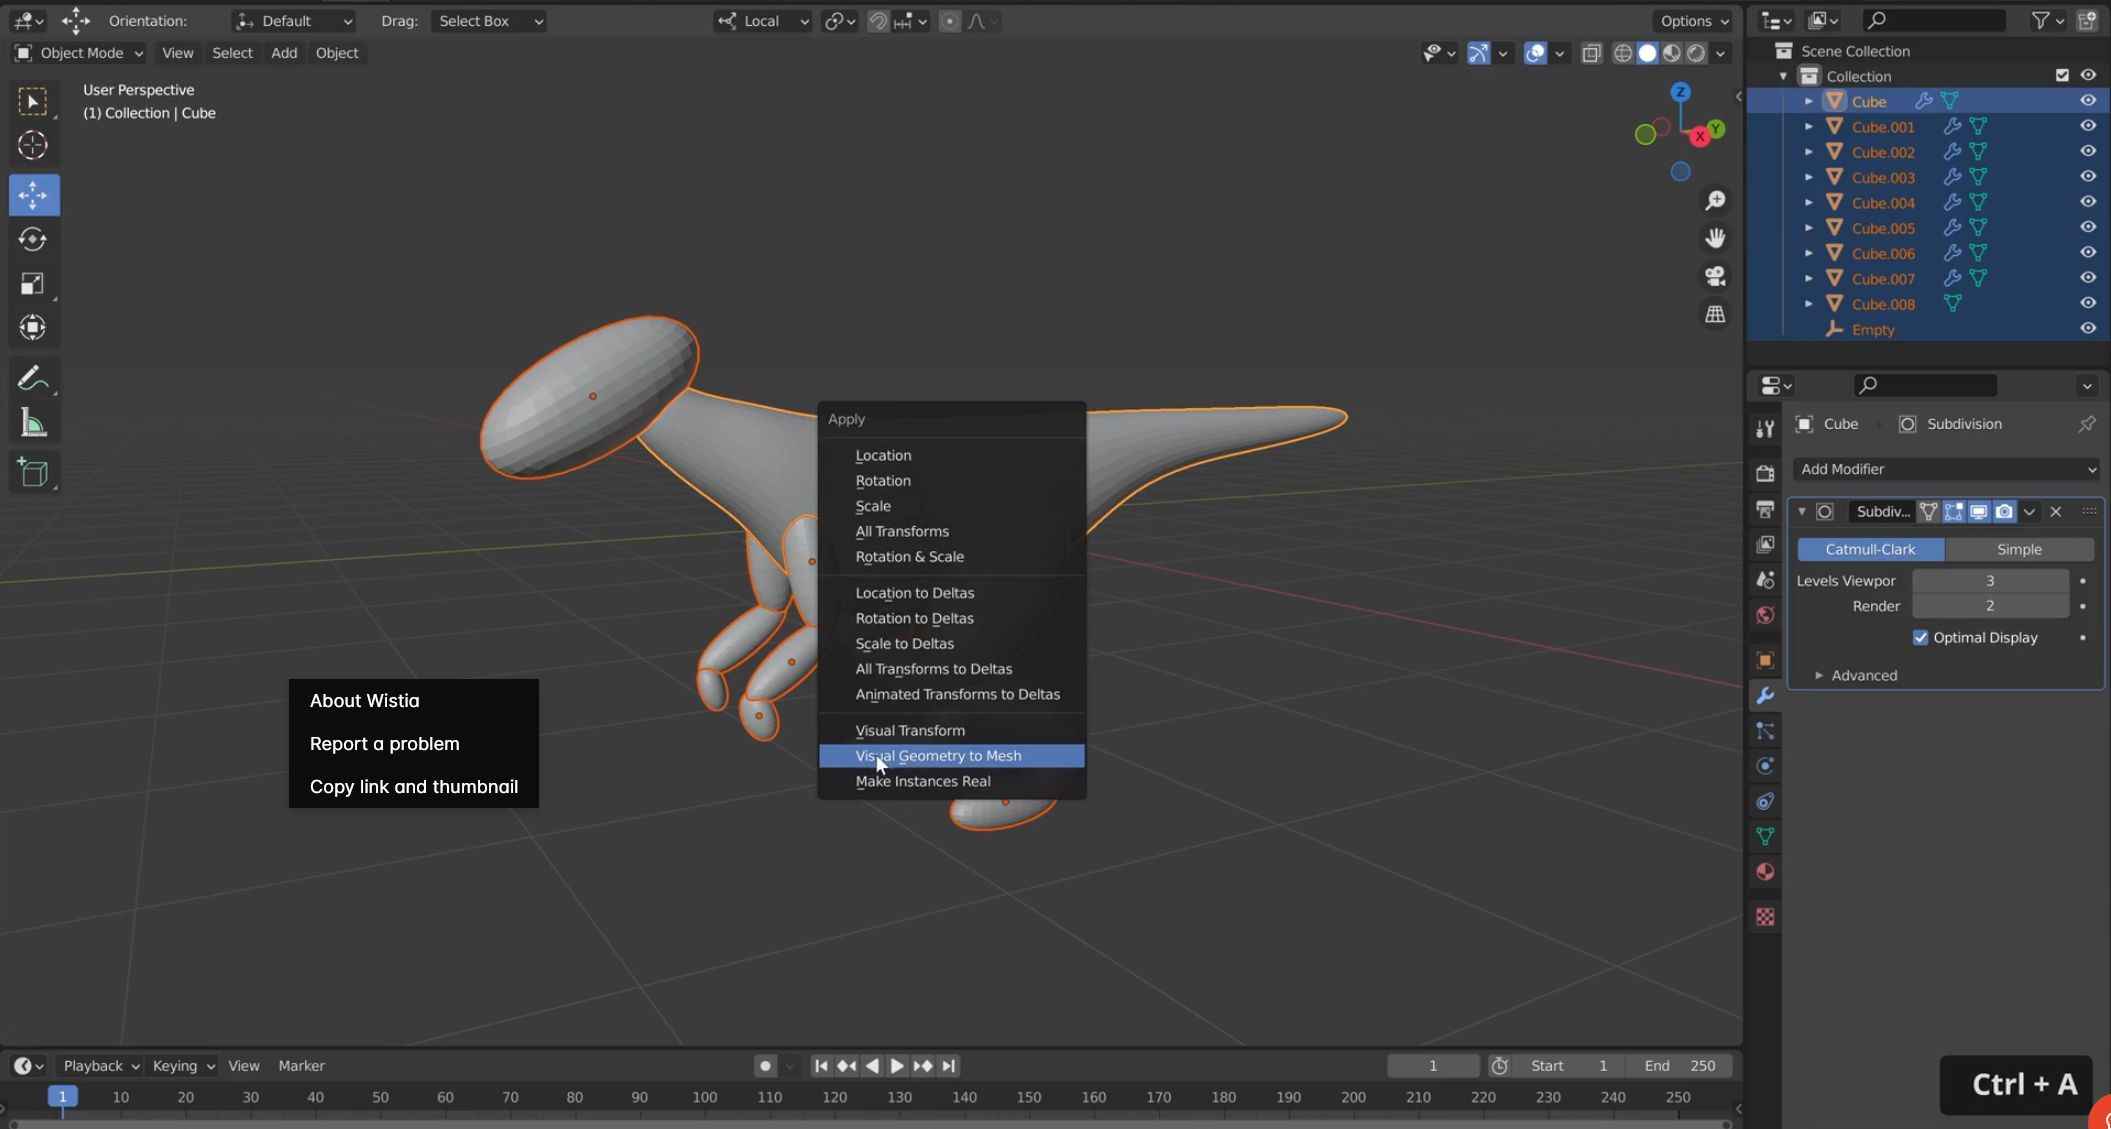 Orientation: Default Drag: Select Box Local Options
Object Mode View Select Add Object
User Perspective
(1) Collection | Cube
Z
Y
X
Apply
Location
Rotation
Scale
All Transforms
Rotation & Scale
Location to Deltas
Rotation to Deltas
Scale to Deltas
All Transforms to Deltas
Animated Transforms to Deltas
Visual Transform
Visual Geometry to Mesh
Make Instances Real
About Wistia
Report a problem
Copy link and thumbnail
Scene Collection
Collection
Cube
Cube.001
Cube.002
Cube.003
Cube.004
Cube.005
Cube.006
Cube.007
Cube.008
Empty
Cube Subdivision
Add Modifier
Subdiv...
Catmull-Clark Simple
Levels Viewpor 3
Render 2
Optimal Display
Advanced
Playback Keying View Marker 1 Start 1 End 250
1 10 20 30 40 50 60 70 80 90 100 110 120 130 140 150 160 170 180 190 200 210 220 230 240 250
Ctrl + A